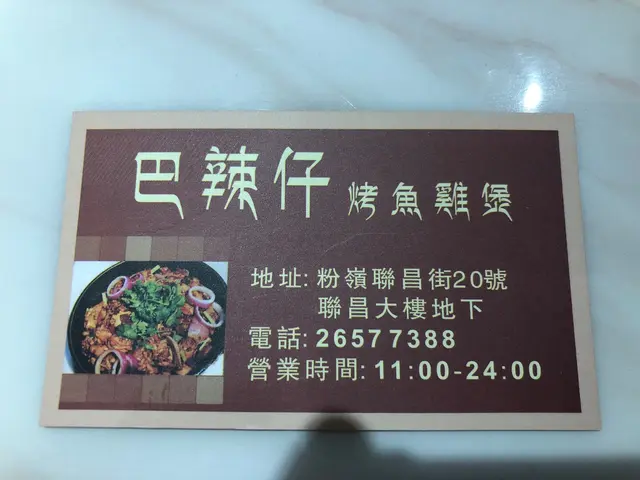 巴辣仔 烤魚雞煲
地址: 粉嶺聯昌街20號
聯昌大樓地下
電話: 26577388
營業時間: 11:00-24:00